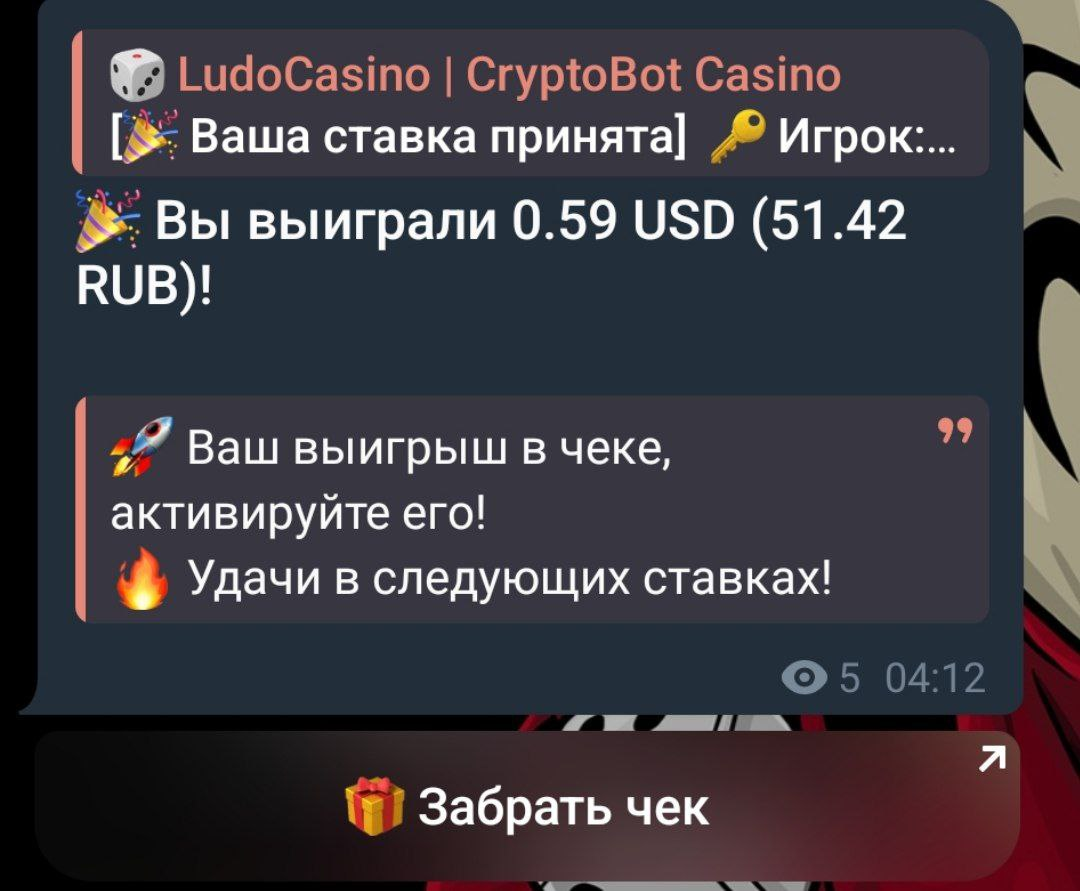 🎲 LudoCasino | CryptoBot Casino
[🎉 Ваша ставка принята] 🔑 Игрок:...
🎉 Вы выиграли 0.59 USD (51.42
RUB)!
🚀 Ваш выигрыш в чеке,
активируйте его!
🔥 Удачи в следующих ставках!
5 04:12
🎁 Забрать чек